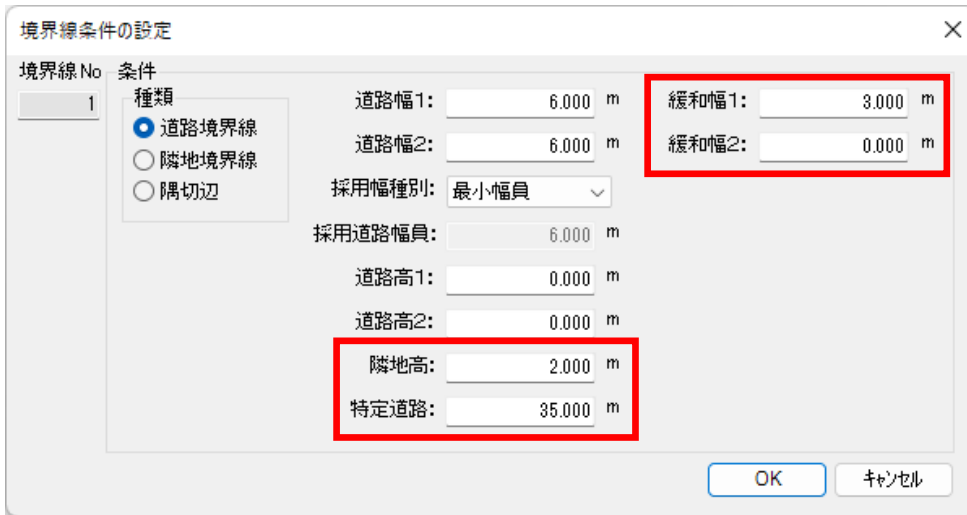 境界線条件の設定
境界線No
1
条件
種類
道路境界線
隣地境界線
隅切辺
道路幅1: 6.000 m
道路幅2: 6.000 m
採用幅種別: 最小幅員
採用道路幅員: 6.000 m
道路高1: 0.000 m
道路高2: 0.000 m
隣地高: 2.000 m
特定道路: 35.000 m
緩和幅1: 3.000 m
緩和幅2: 0.000 m
OK
キャンセル